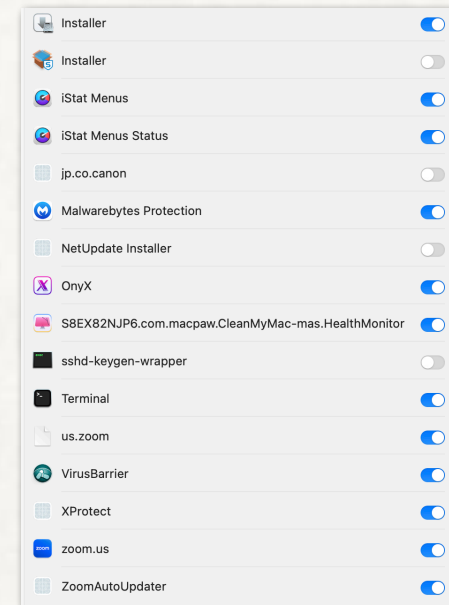 Installer
Installer
iStat Menus
iStat Menus Status
jp.co.canon
Malwarebytes Protection
NetUpdate Installer
OnyX
S8EX82NJP6.com.macpaw.CleanMyMac-mas.HealthMonitor
sshd-keygen-wrapper
Terminal
us.zoom
VirusBarrier
XProtect
zoom zoom.us
ZoomAutoUpdater